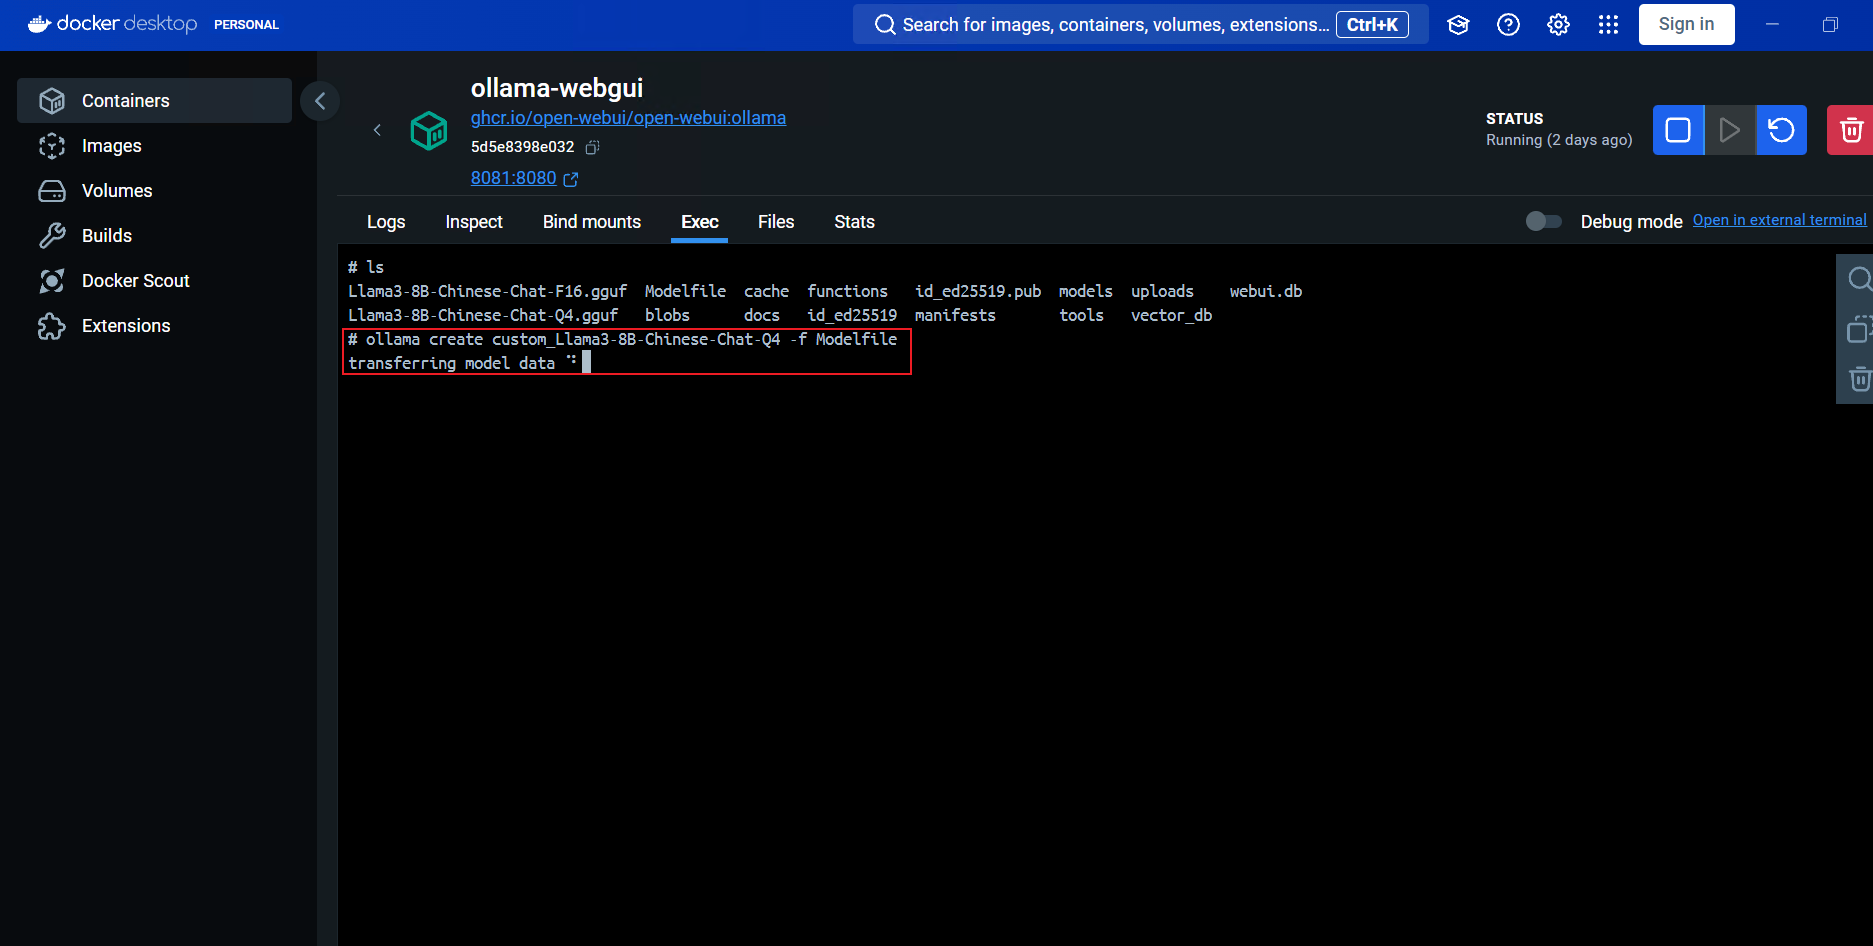 docker desktop PERSONAL
Search for images, containers, volumes, extensions... Ctrl+K
Sign in
Containers
Images
Volumes
Builds
Docker Scout
Extensions
ollama-webgui
ghcr.io/open-webui/open-webui:ollama
5d5e8398e032
8081:8080
STATUS
Running (2 days ago)
Logs Inspect Bind mounts Exec Files Stats
Debug mode Open in external terminal
# ls
Llama3-8B-Chinese-Chat-F16.gguf Modelfile cache functions id_ed25519.pub models uploads webui.db
Llama3-8B-Chinese-Chat-Q4.gguf blobs docs id_ed25519 manifests tools vector_db
# ollama create custom_Llama3-8B-Chinese-Chat-Q4 -f Modelfile
transferring model data